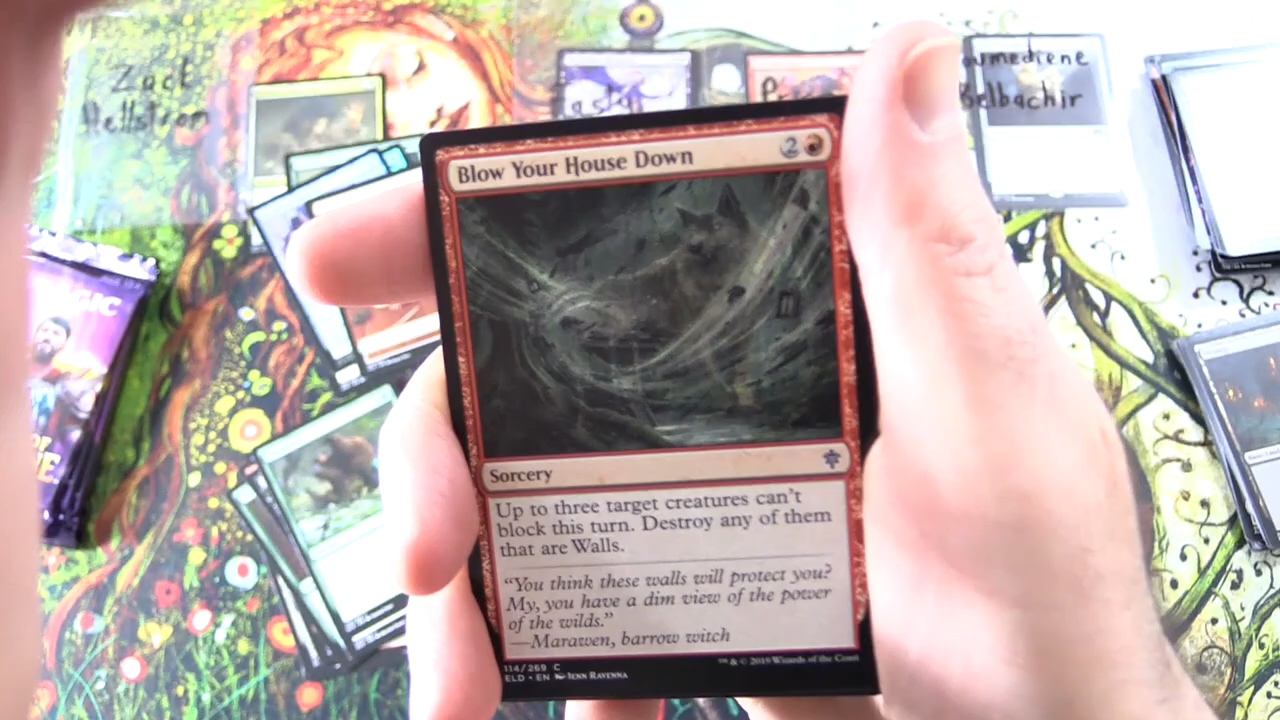 Zack
Hellstrom
oumediene
Belbachir
Blow Your House Down
2
Sorcery
Up to three target creatures can't
block this turn. Destroy any of them
that are Walls.
"You think these walls will protect you?
My, you have a dim view of the power
of the wilds."
—Marawen, barrow witch
114/269 C
ELD • EN Jenn Ravenna
™ & © 2019 Wizards of the Coast